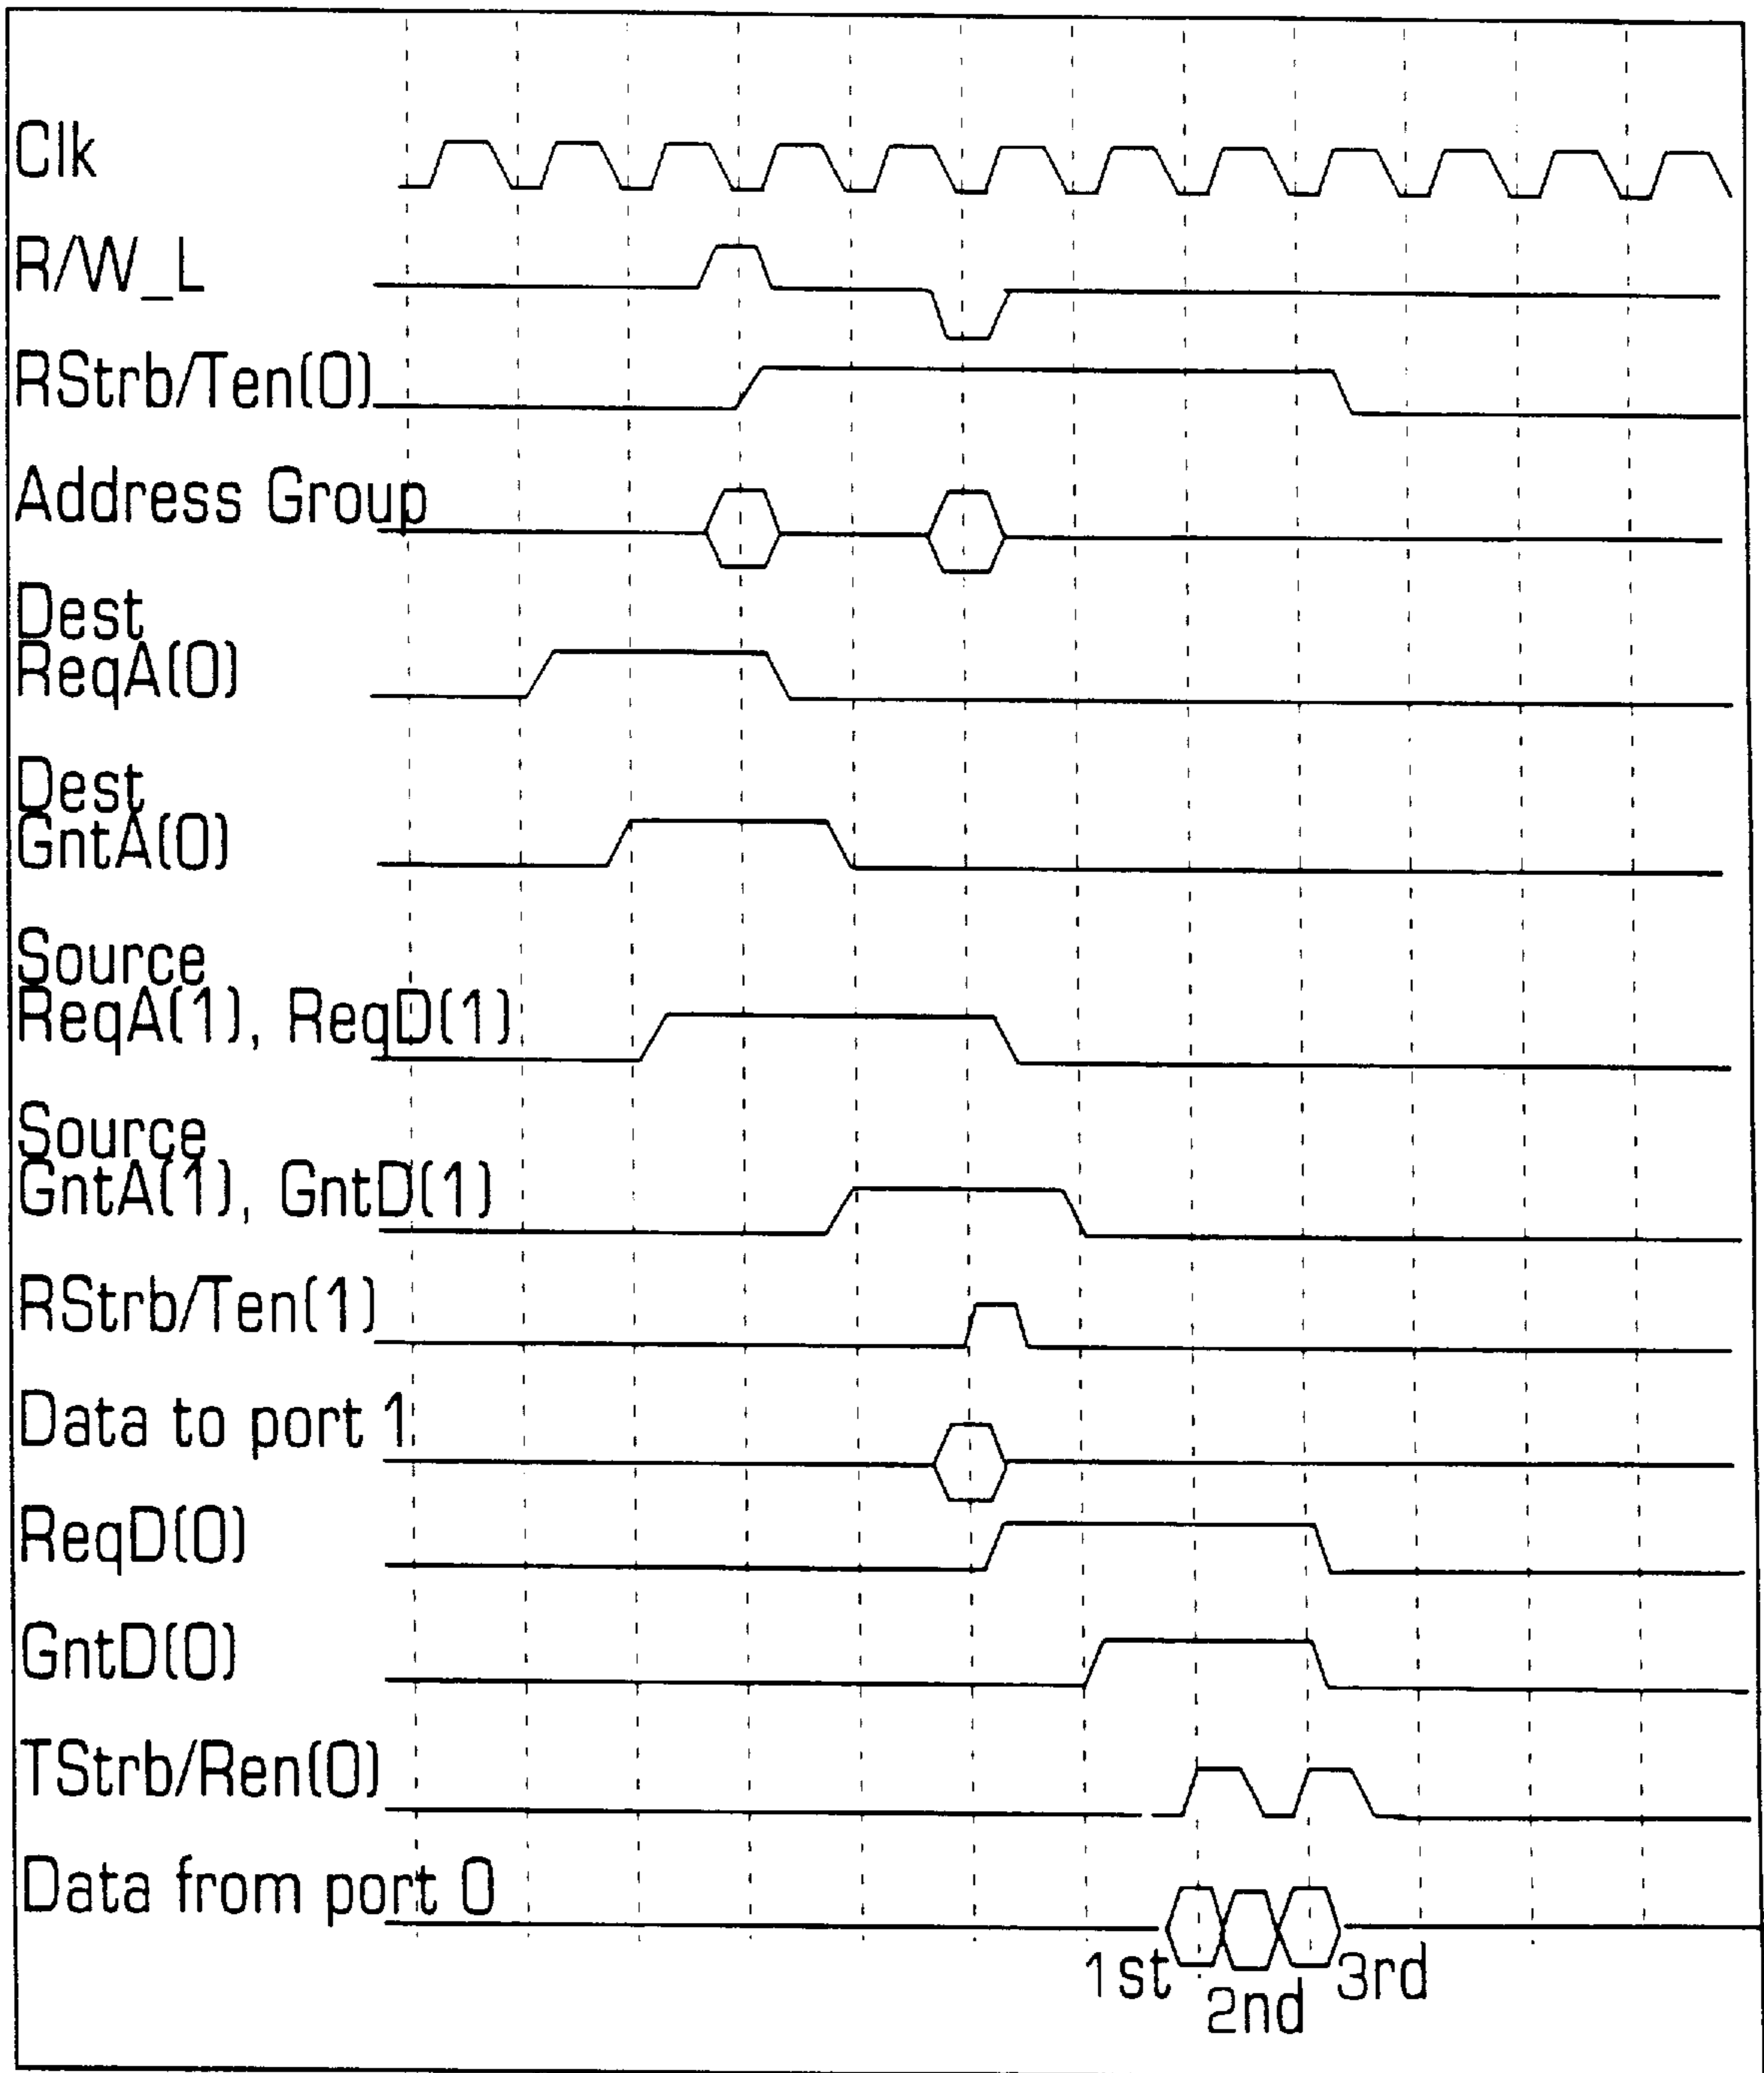 Clk
R/W_L
RStrb/Ten(0)
Address Group
Dest
ReqA(0)
Dest
GntA(0)
Source
ReqA(1), ReqD(1)
Source
GntA(1), GntD(1)
RStrb/Ten(1)
Data to port 1
ReqD(0)
GntD(0)
TStrb/Ren(0)
Data from port 0
1st
2nd
3rd